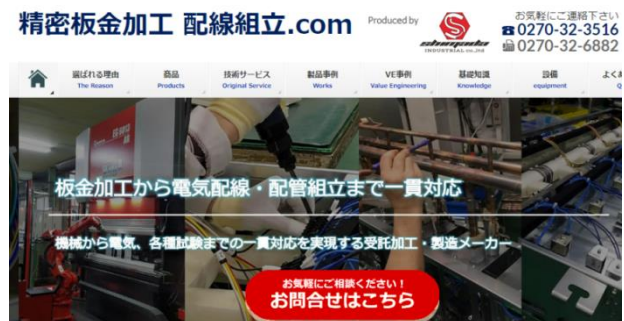 精密板金加工 配線組立.com
Produced by
shimada
INDUSTRIAL co.,ltd
お気軽にご連絡下さい
0270-32-3516
0270-32-6882
選ばれる理由
The Reason
商品
Products
技術サービス
Original Service
製品事例
Works
VE事例
Value Engineering
基礎知識
Knowledge
設備
equipment
よく
Q
板金加工から電気配線・配管組立まで一貫対応
機械から電気、各種試験までの一貫対応を実現する受託加工・製造メーカー
お気軽にご相談ください!
お問合せはこちら